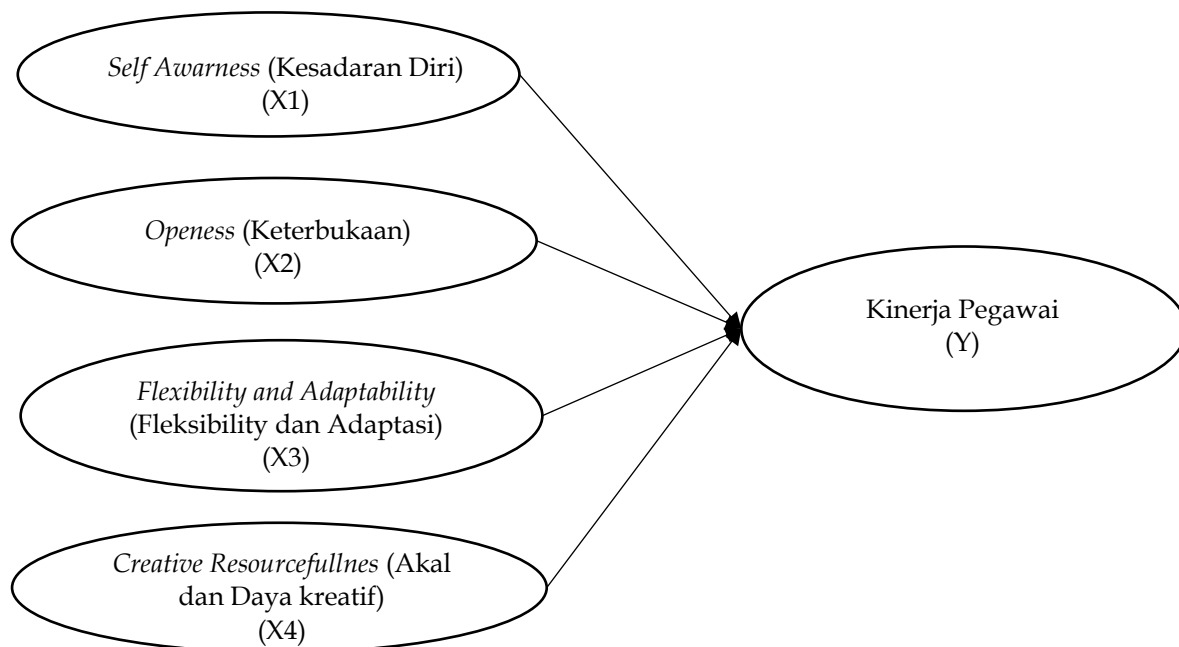 Self Awarness (Kesadaran Diri)
(X1)
Openess (Keterbukaan)
(X2)
Flexibility and Adaptability
(Fleksibility dan Adaptasi)
(X3)
Creative Resourcefullnes (Akal
dan Daya kreatif)
(X4)
Kinerja Pegawai
(Y)